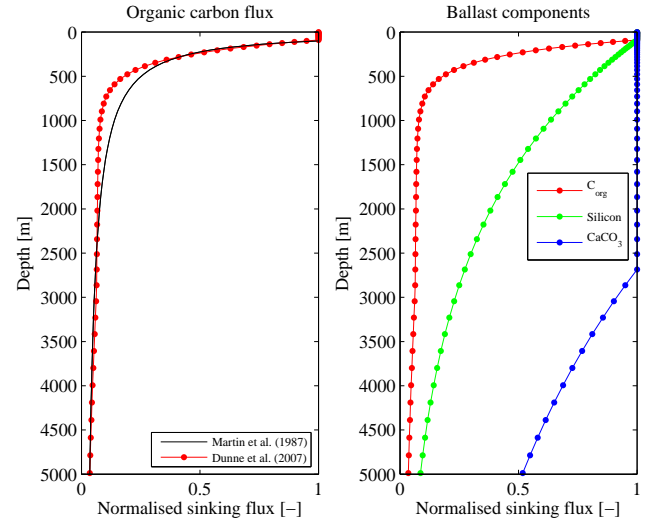 Organic carbon flux
0
500
1000
1500
2000
2500
3000
3500
4000
4500
5000
Depth [m]
Martin et al. (1987)
Dunne et al. (2007)
0
0.5
1
Normalised sinking flux [−]
Ballast components
0
500
1000
1500
2000
2500
3000
3500
4000
4500
5000
Depth [m]
C_org
Silicon
CaCO_3
0
0.5
1
Normalised sinking flux [−]